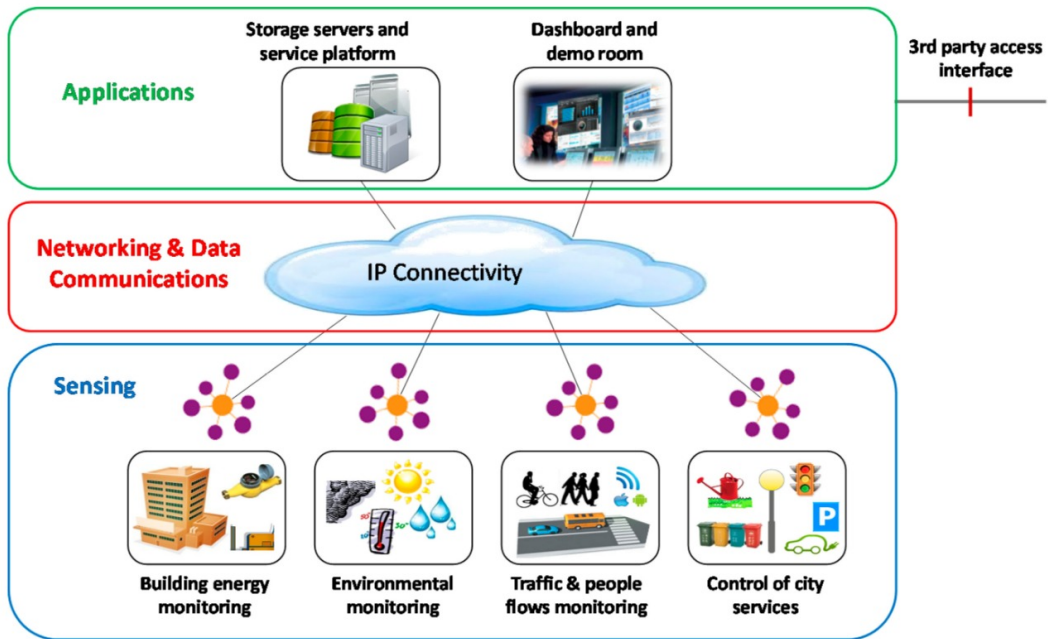 Storage servers and
service platform
Dashboard and
demo room
3rd party access
interface
Applications
Networking & Data
Communications
IP Connectivity
Sensing
P
Building energy
monitoring
Environmental
monitoring
Traffic & people
flows monitoring
Control of city
services